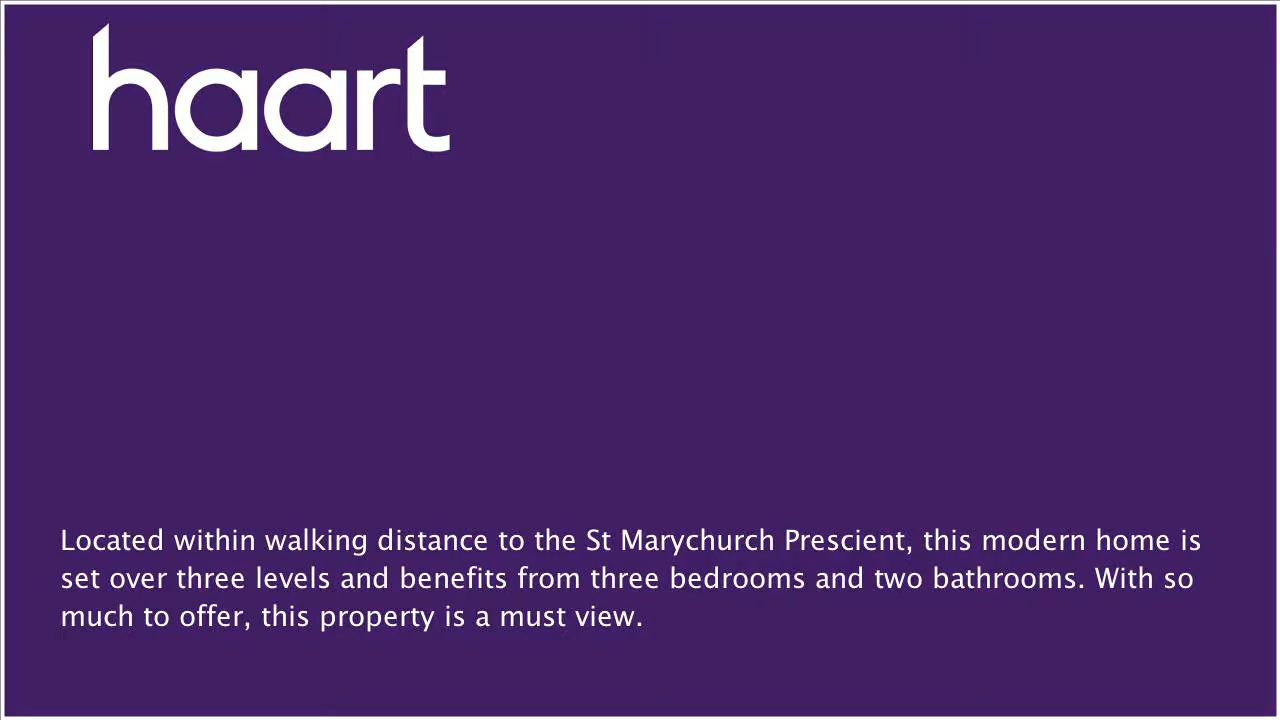 haart
Located within walking distance to the St Marychurch Prescient, this modern home is
set over three levels and benefits from three bedrooms and two bathrooms. With so
much to offer, this property is a must view.